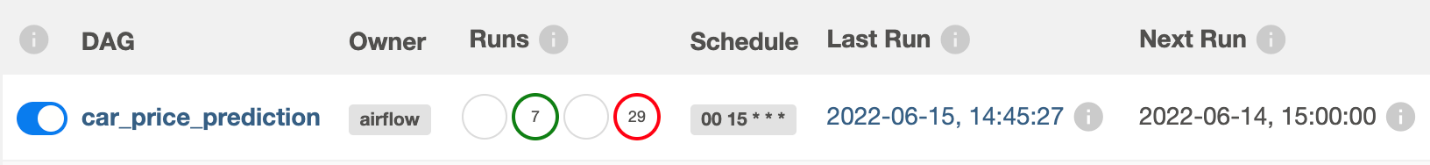 DAG Owner Runs Schedule Last Run Next Run
car_price_prediction airflow 7 29 00 15 * * * 2022-06-15, 14:45:27 2022-06-14, 15:00:00